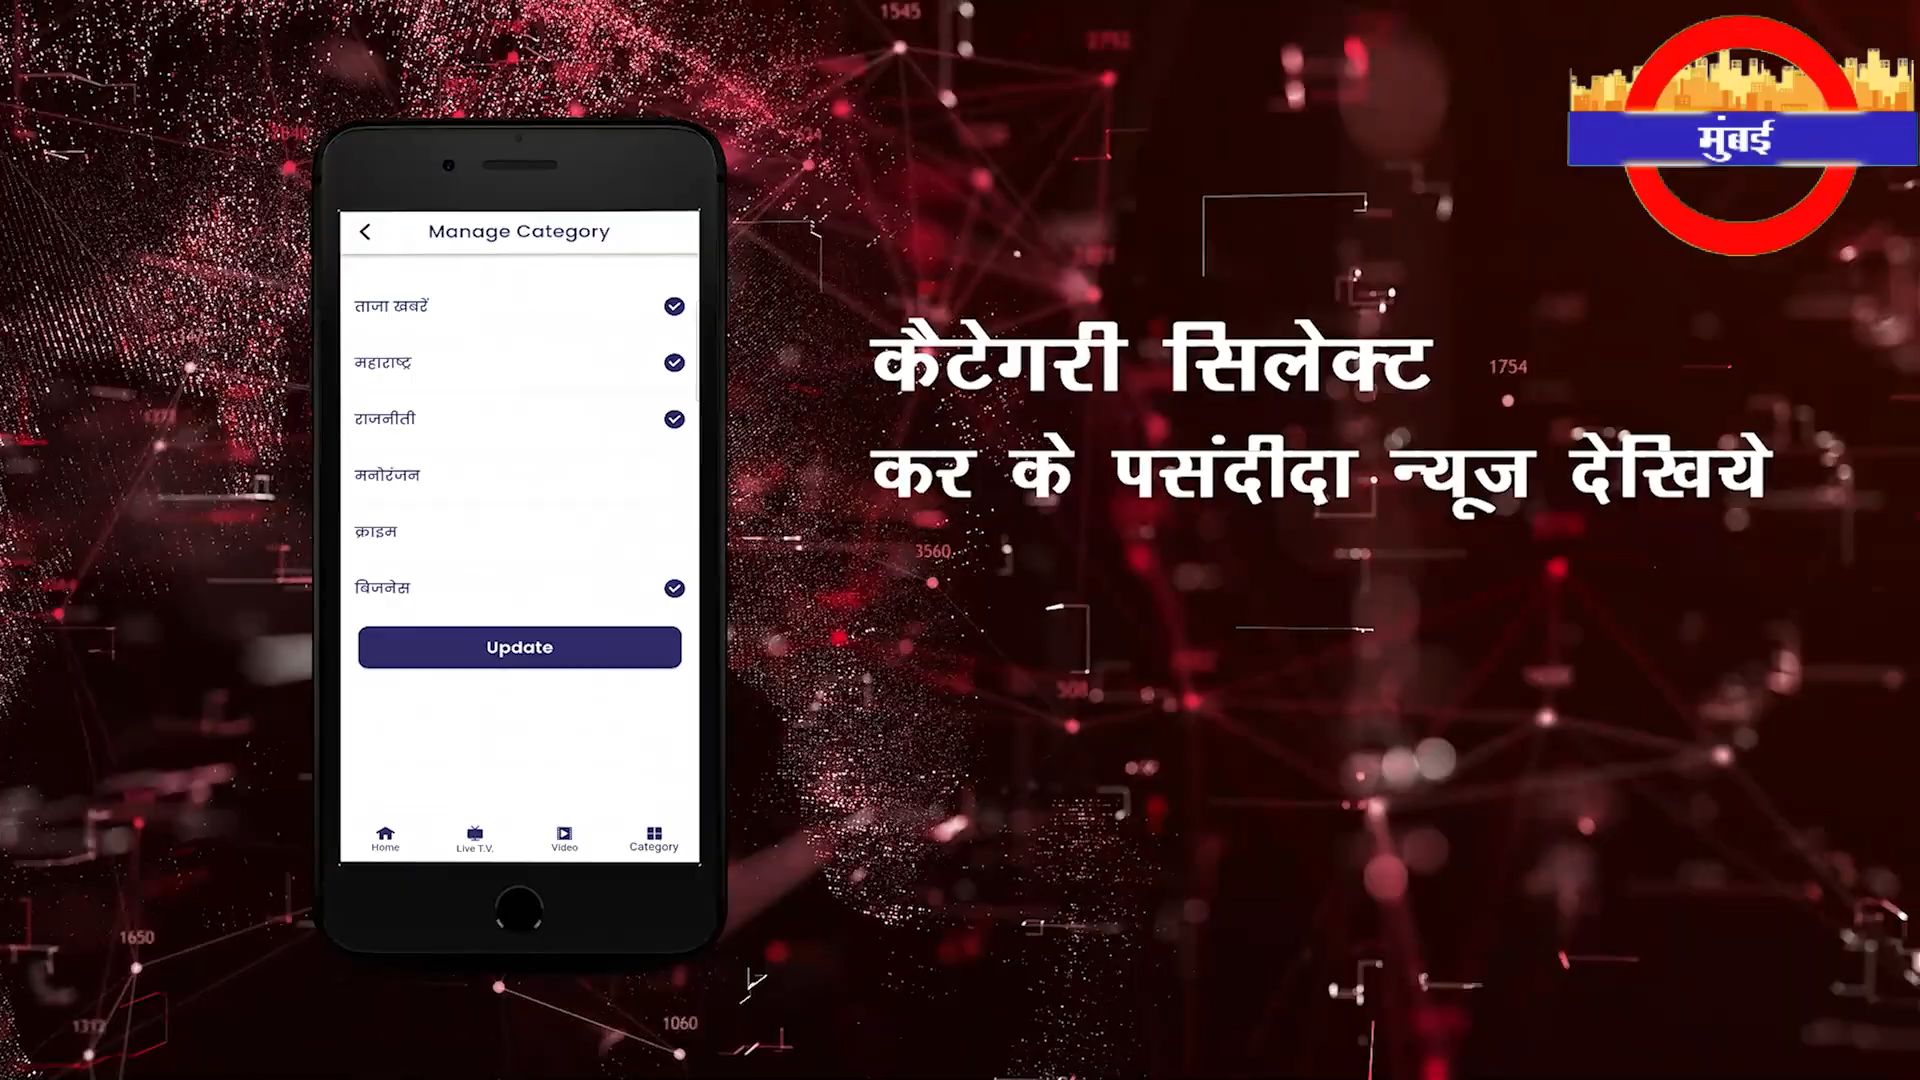 मुंबई
Manage Category
ताजा खबरें
महाराष्ट्र
राजनीती
मनोरंजन
क्राइम
बिजनेस
Update
Home
Live T.V.
Video
Category
कैटेगरी सिलेक्ट
कर के पसंदीदा न्यूज देखिये
1545
1754
3560
1650
1312
1060